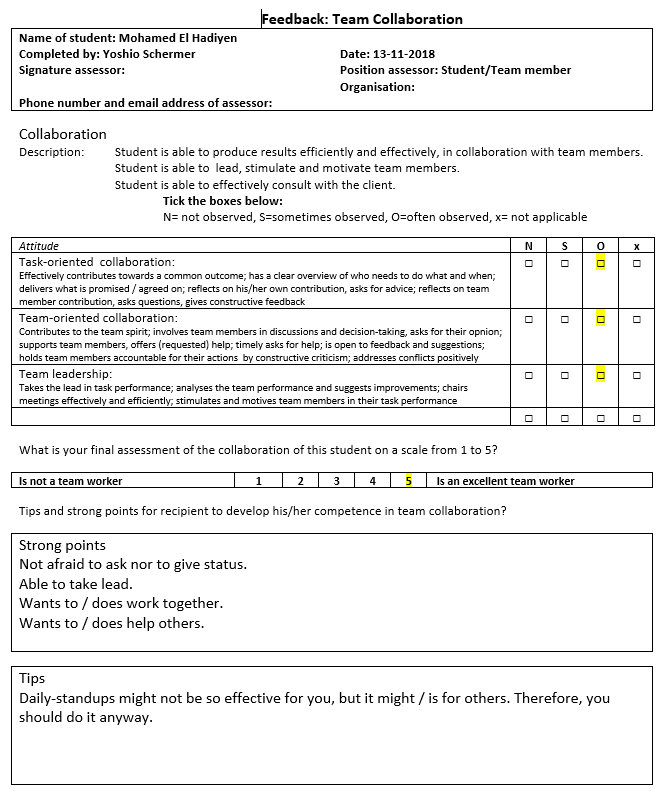 Feedback: Team Collaboration
Name of student: Mohamed El Hadiyen
Completed by: Yoshio Schermer Date: 13-11-2018
Signature assessor: Position assessor: Student/Team member
Organisation:
Phone number and email address of assessor:
Collaboration
Description: Student is able to produce results efficiently and effectively, in collaboration with team members.
Student is able to lead, stimulate and motivate team members.
Student is able to effectively consult with the client.
Tick the boxes below:
N= not observed, S=sometimes observed, O=often observed, x= not applicable
Attitude N S O x
Task-oriented collaboration: □ □ □ □
Effectively contributes towards a common outcome; has a clear overview of who needs to do what and when;
delivers what is promised / agreed on; reflects on his/her own contribution, asks for advice; reflects on team
member contribution, asks questions, gives constructive feedback
Team-oriented collaboration: □ □ □ □
Contributes to the team spirit; involves team members in discussions and decision-taking, asks for their opnion;
supports team members, offers (requested) help; timely asks for help; is open to feedback and suggestions;
holds team members accountable for their actions by constructive criticism; addresses conflicts positively
Team leadership: □ □ □ □
Takes the lead in task performance; analyses the team performance and suggests improvements; chairs
meetings effectively and efficiently; stimulates and motives team members in their task performance
□ □ □ □
What is your final assessment of the collaboration of this student on a scale from 1 to 5?
Is not a team worker 1 2 3 4 5 Is an excellent team worker
Tips and strong points for recipient to develop his/her competence in team collaboration?
Strong points
Not afraid to ask nor to give status.
Able to take lead.
Wants to / does work together.
Wants to / does help others.
Tips
Daily-standups might not be so effective for you, but it might / is for others. Therefore, you
should do it anyway.